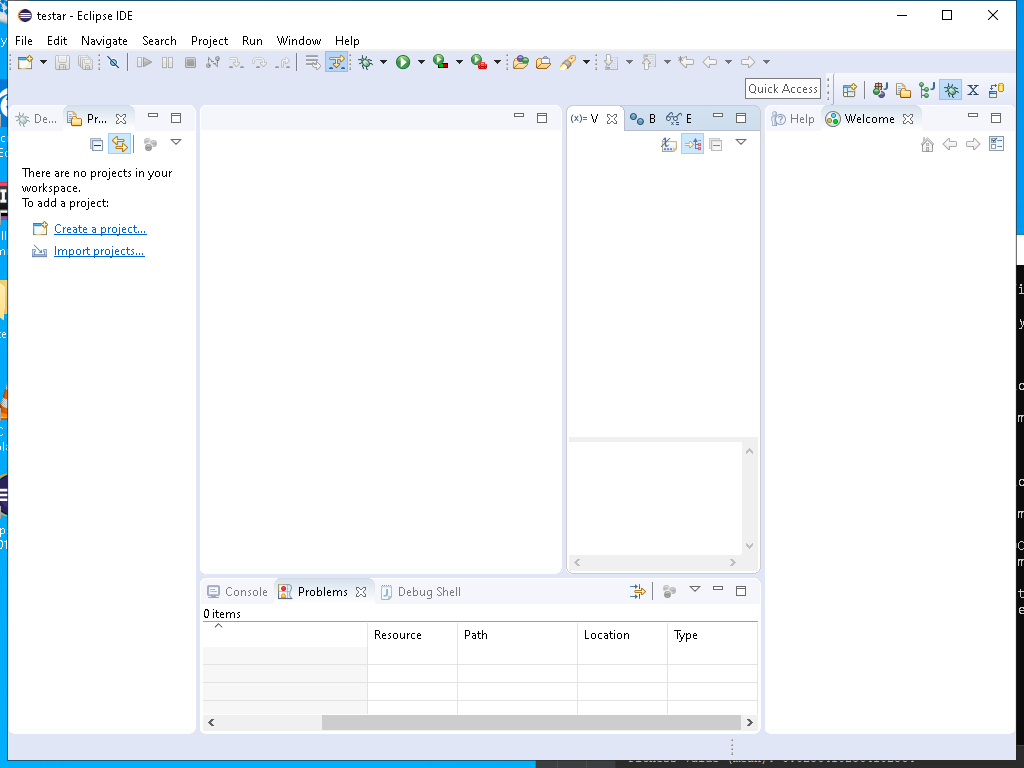 testar - Eclipse IDE
File Edit Navigate Search Project Run Window Help
Quick Access
De... Pr... (x)= V B E Help Welcome
There are no projects in your
workspace.
To add a project:
Create a project...
Import projects...
Console Problems Debug Shell
0 items
Resource Path Location Type